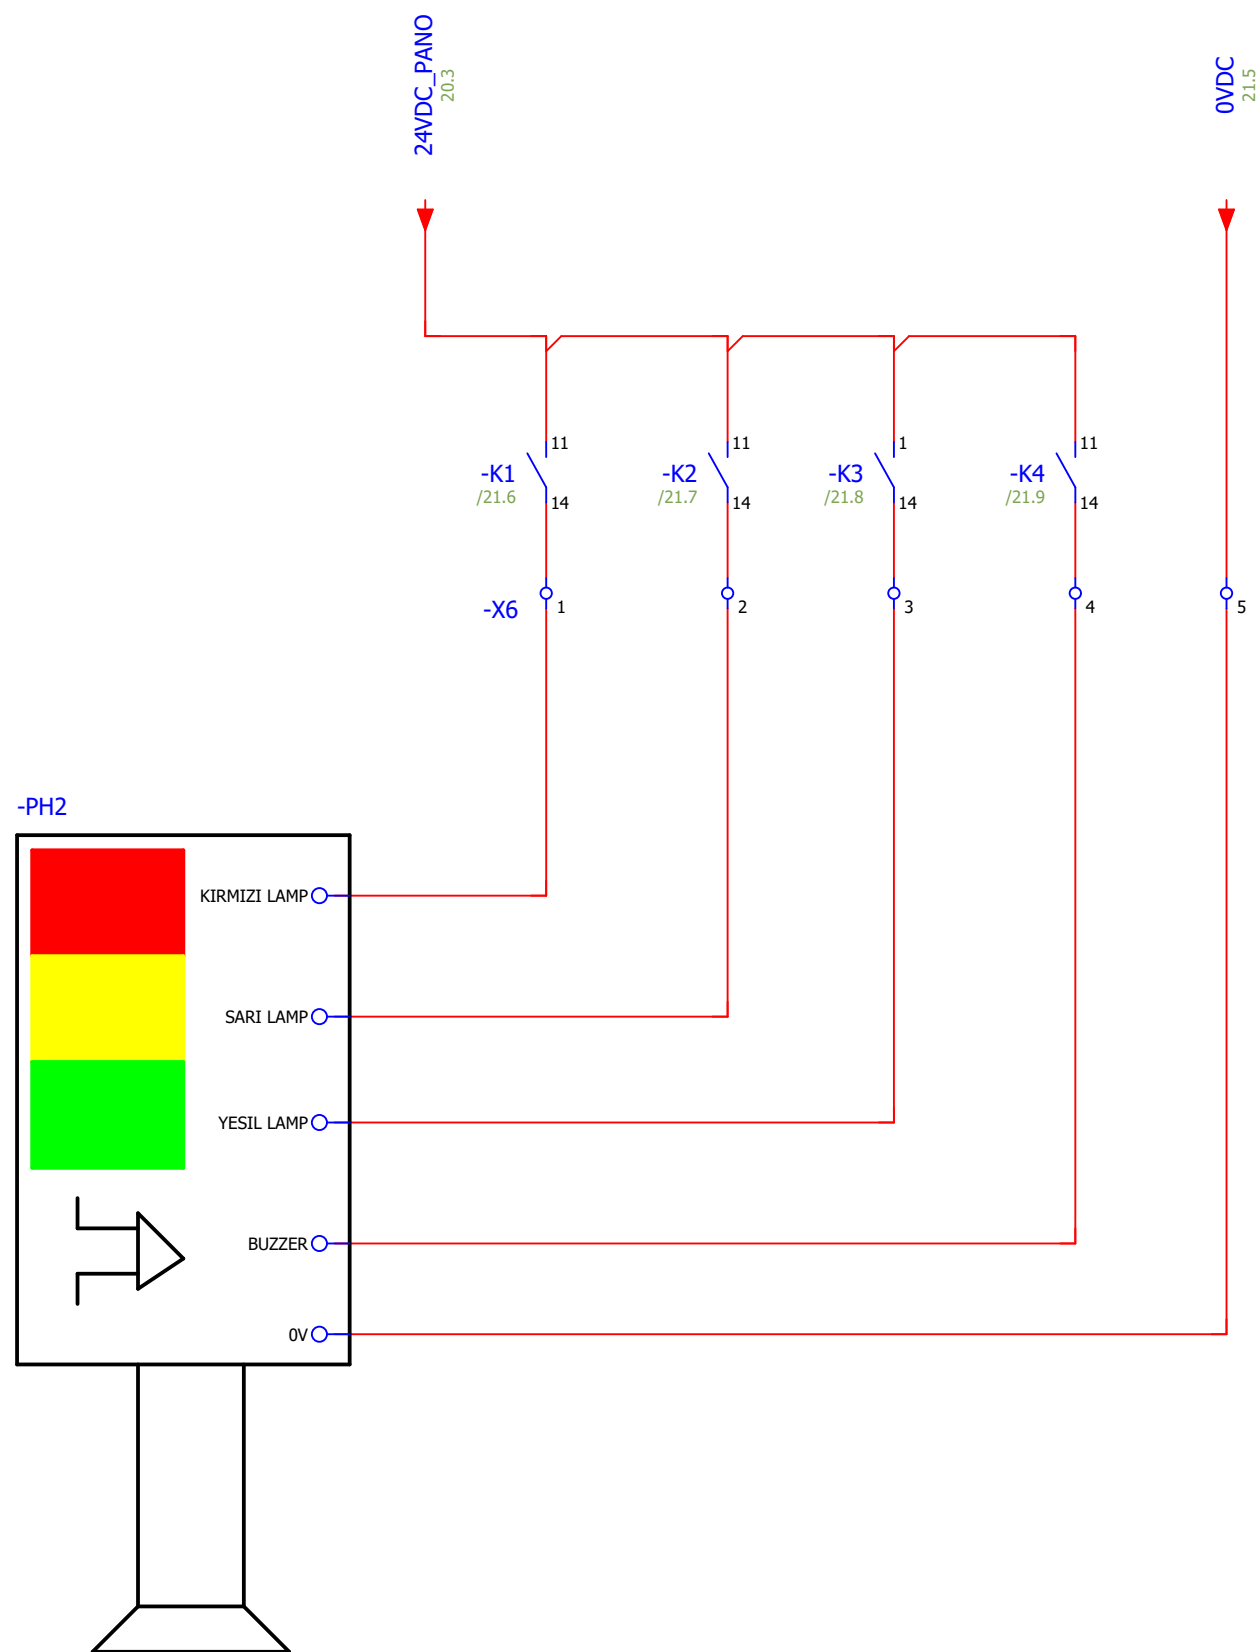 24VDC_PANO
20.3
0VDC
21.5
-K1
/21.6
11
14
-K2
/21.7
11
14
-K3
/21.8
1
14
-K4
/21.9
11
14
-X6
1
2
3
4
5
-PH2
KIRMIZI LAMP
SARI LAMP
YESIL LAMP
BUZZER
0V